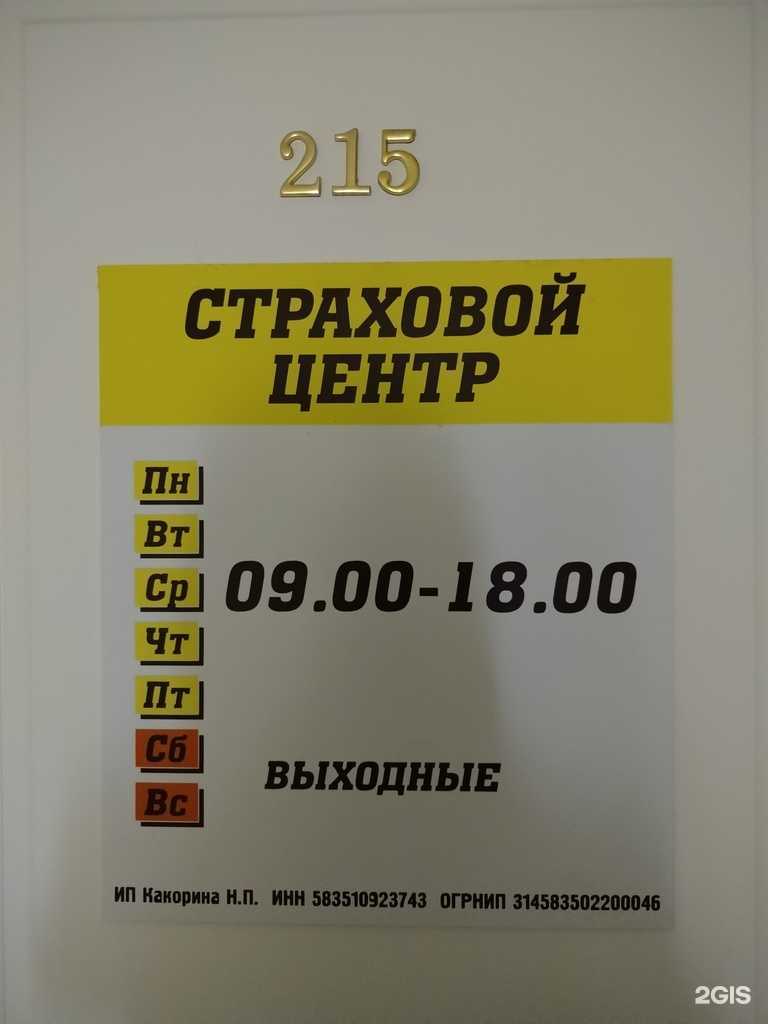 215
СТРАХОВОЙ
ЦЕНТР
Пн
Вт
Ср
09.00-18.00
Чт
Пт
Сб
ВЫХОДНЫЕ
Вс
ИП Какорина Н.П. ИНН 583510923743 ОГРНИП 314583502200046
2GIS